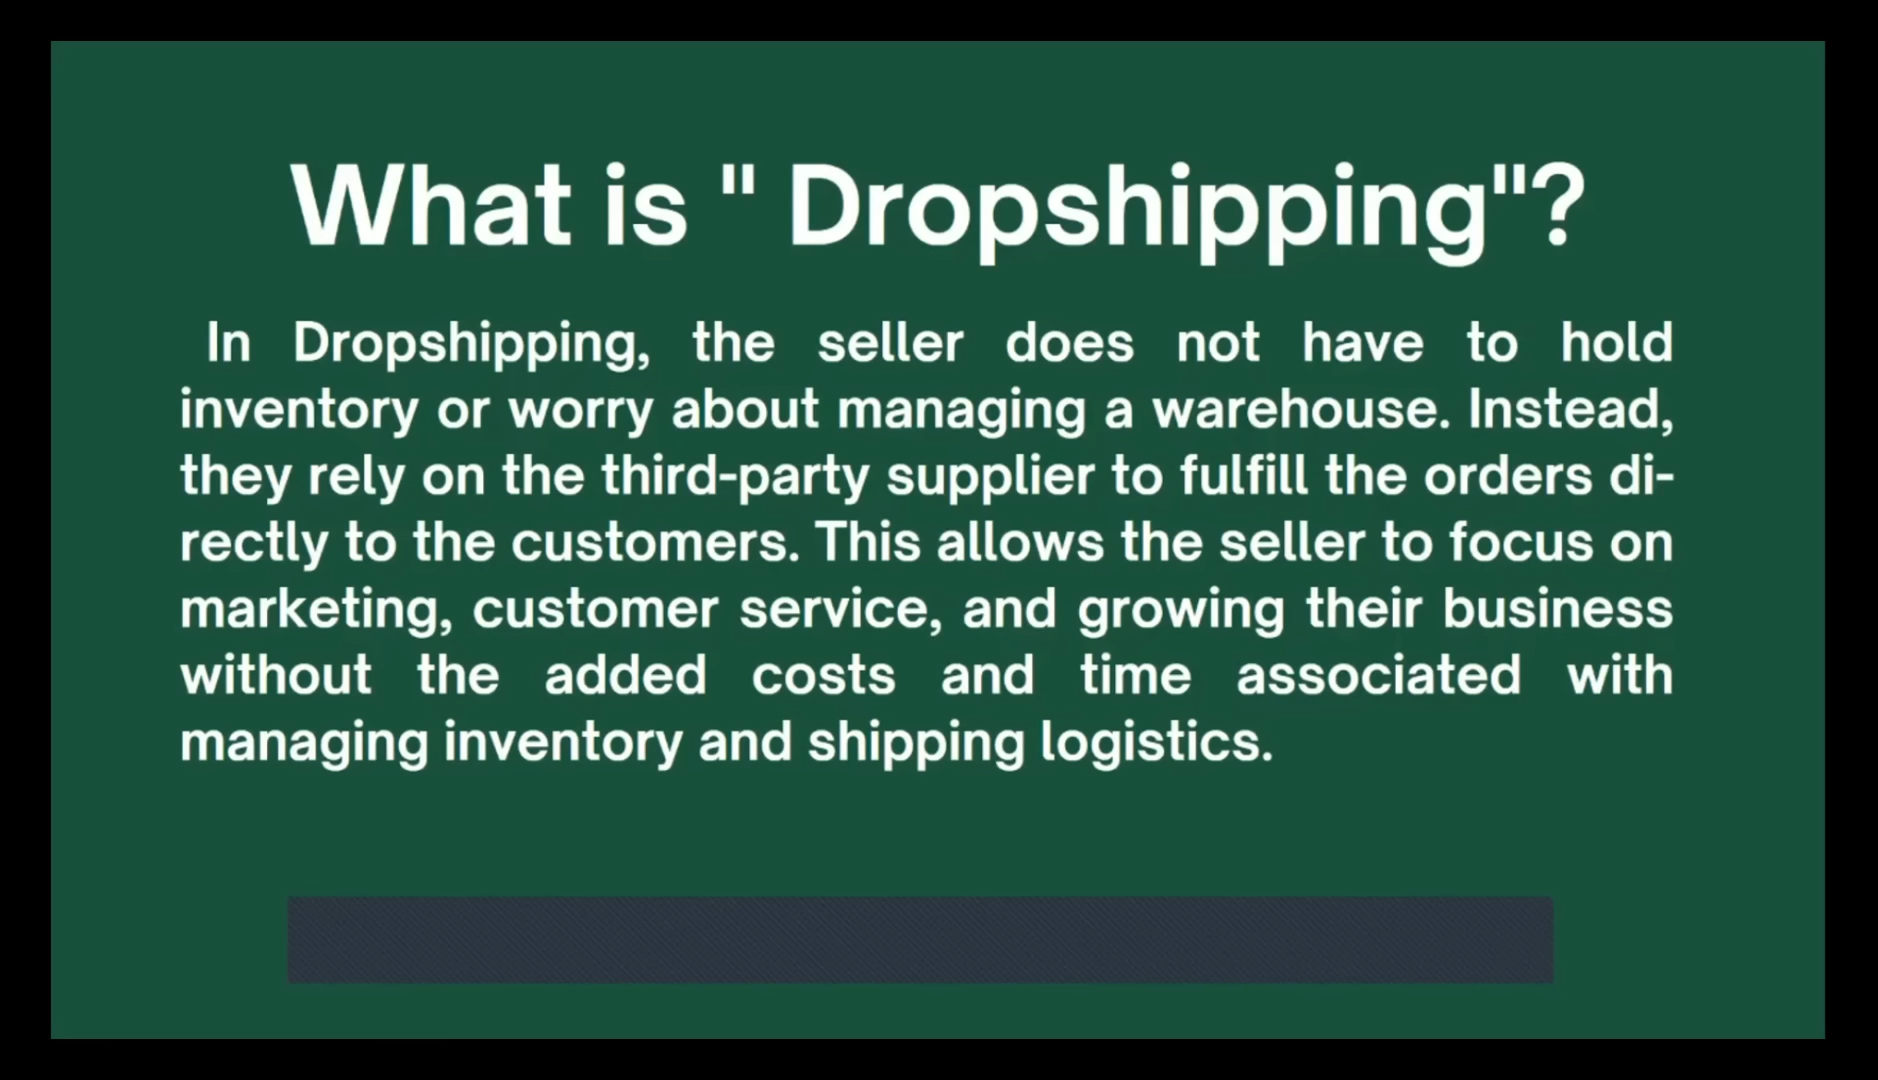 What is " Dropshipping"?
In Dropshipping, the seller does not have to hold
inventory or worry about managing a warehouse. Instead,
they rely on the third-party supplier to fulfill the orders di-
rectly to the customers. This allows the seller to focus on
marketing, customer service, and growing their business
without the added costs and time associated with
managing inventory and shipping logistics.